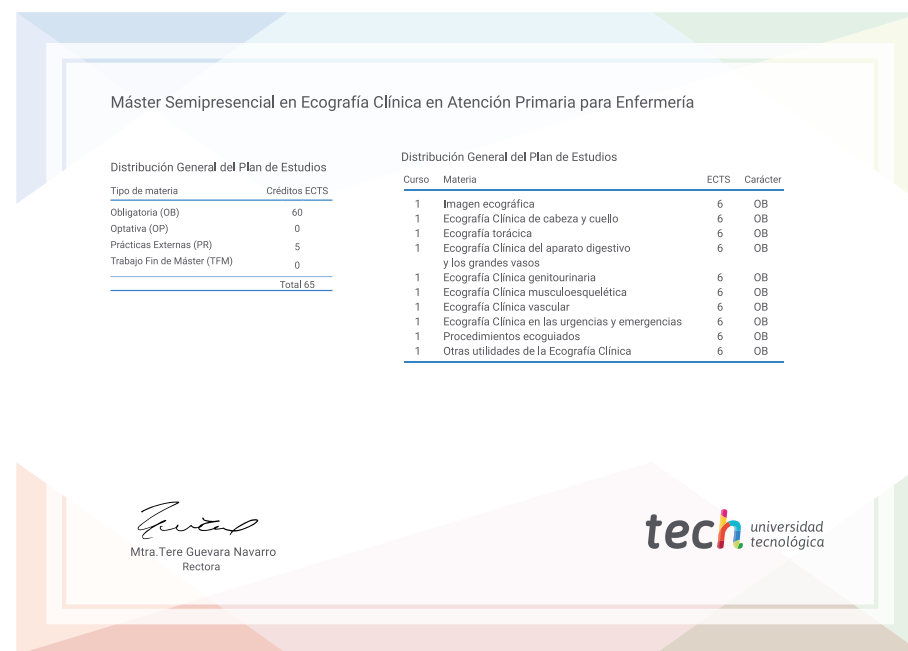 Máster Semipresencial en Ecografía Clínica en Atención Primaria para Enfermería
Distribución General del Plan de Estudios
Tipo de materia Créditos ECTS
Obligatoria (OB) 60
Optativa (OP) 0
Prácticas Externas (PR) 5
Trabajo Fin de Máster (TFM) 0
Total 65
Distribución General del Plan de Estudios
Curso Materia ECTS Carácter
1 Imagen ecográfica 6 OB
1 Ecografía Clínica de cabeza y cuello 6 OB
1 Ecografía torácica 6 OB
1 Ecografía Clínica del aparato digestivo 6 OB
y los grandes vasos
1 Ecografía Clínica genitourinaria 6 OB
1 Ecografía Clínica musculoesquelética 6 OB
1 Ecografía Clínica vascular 6 OB
1 Ecografía Clínica en las urgencias y emergencias 6 OB
1 Procedimientos ecoguiados 6 OB
1 Otras utilidades de la Ecografía Clínica 6 OB
Mtra.Tere Guevara Navarro
Rectora
tech universidad
tecnológica